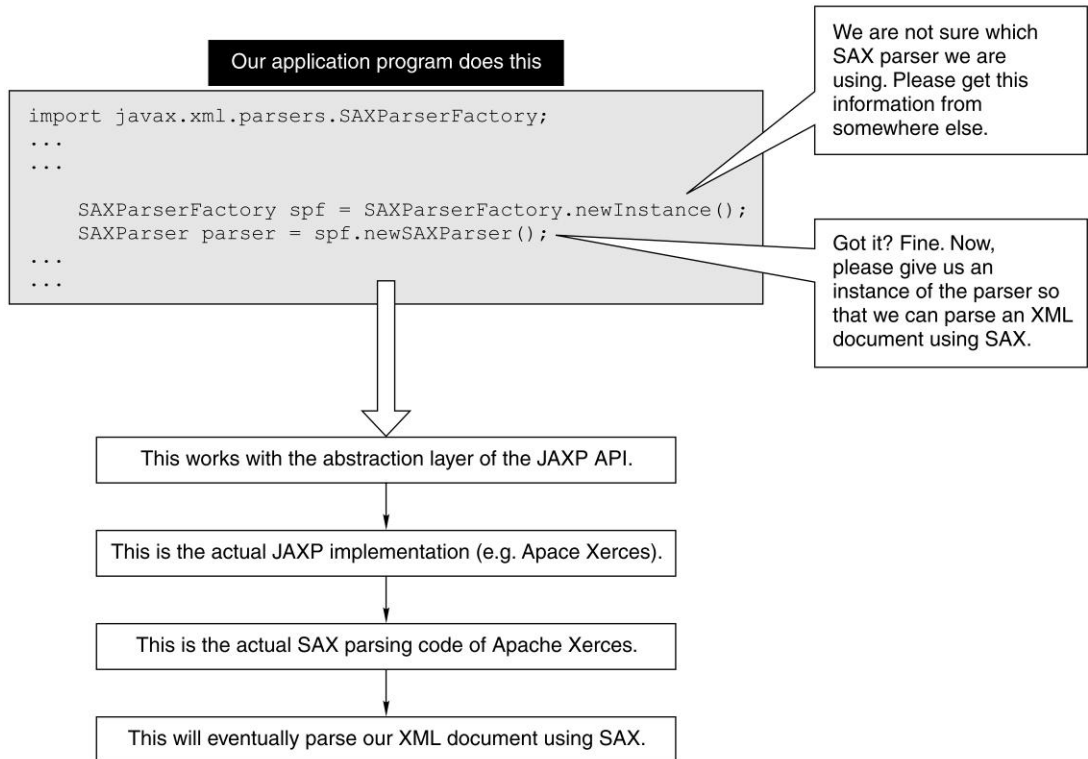 Our application program does this
We are not sure which
SAX parser we are
using. Please get this
information from
somewhere else.
import javax.xml.parsers.SAXParserFactory;
...
...
SAXParserFactory spf = SAXParserFactory.newInstance();
SAXParser parser = spf.newSAXParser();
...
...
Got it? Fine. Now,
please give us an
instance of the parser so
that we can parse an XML
document using SAX.
This works with the abstraction layer of the JAXP API.
This is the actual JAXP implementation (e.g. Apace Xerces).
This is the actual SAX parsing code of Apache Xerces.
This will eventually parse our XML document using SAX.